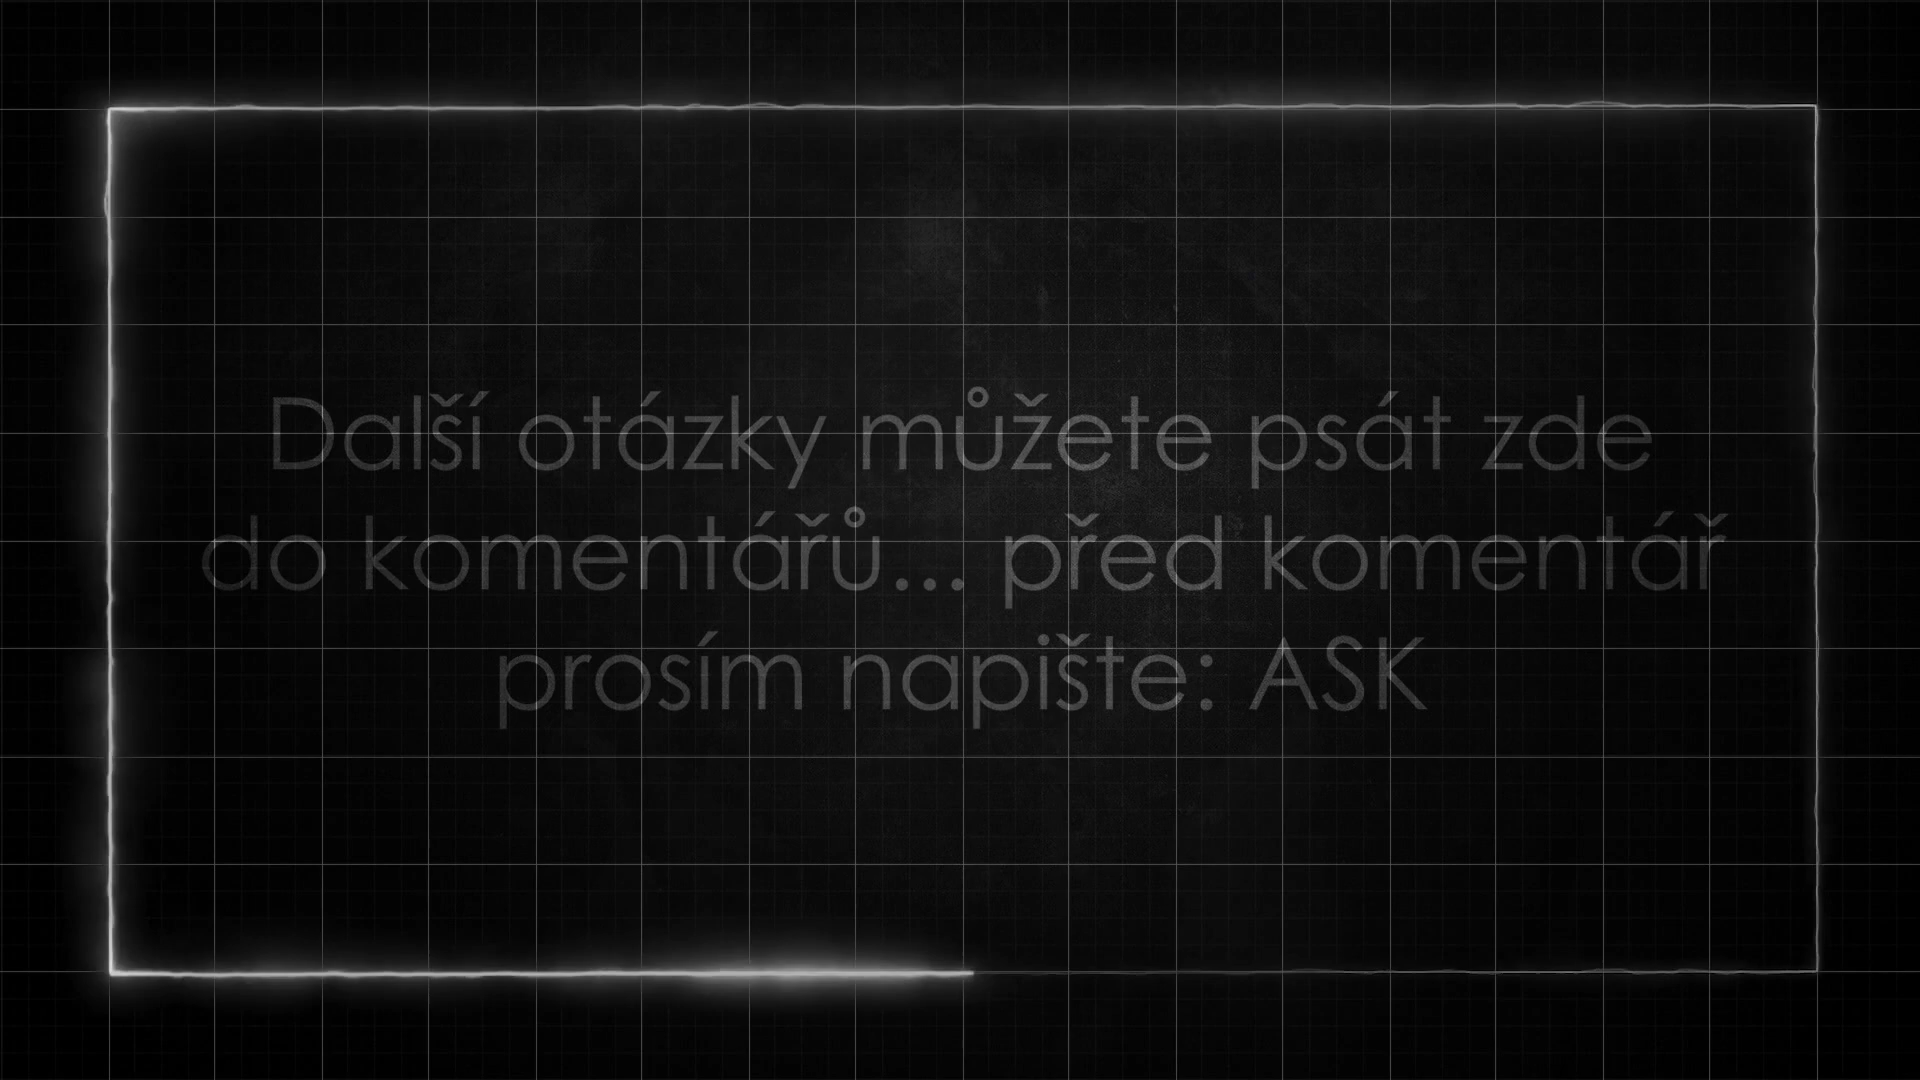 Další otázky můžete psát zde
do komentářů... před komentář
prosím napište: ASK